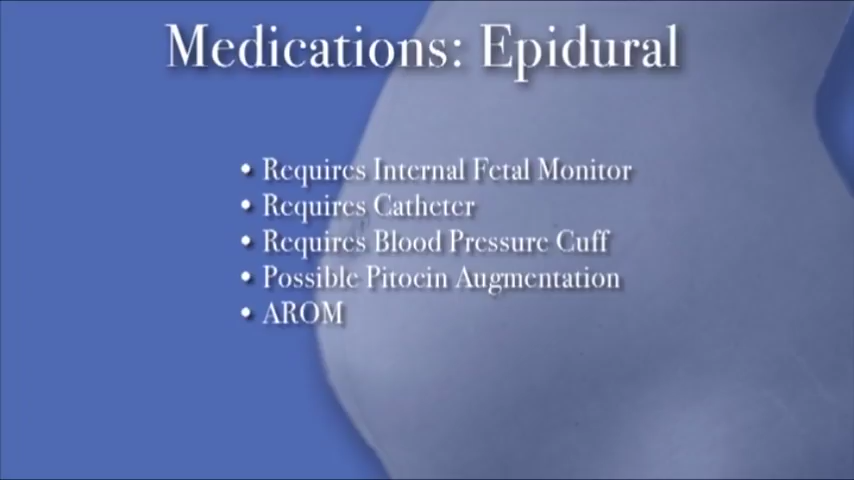 Medications: Epidural
• Requires Internal Fetal Monitor
• Requires Catheter
• Requires Blood Pressure Cuff
• Possible Pitocin Augmentation
• AROM